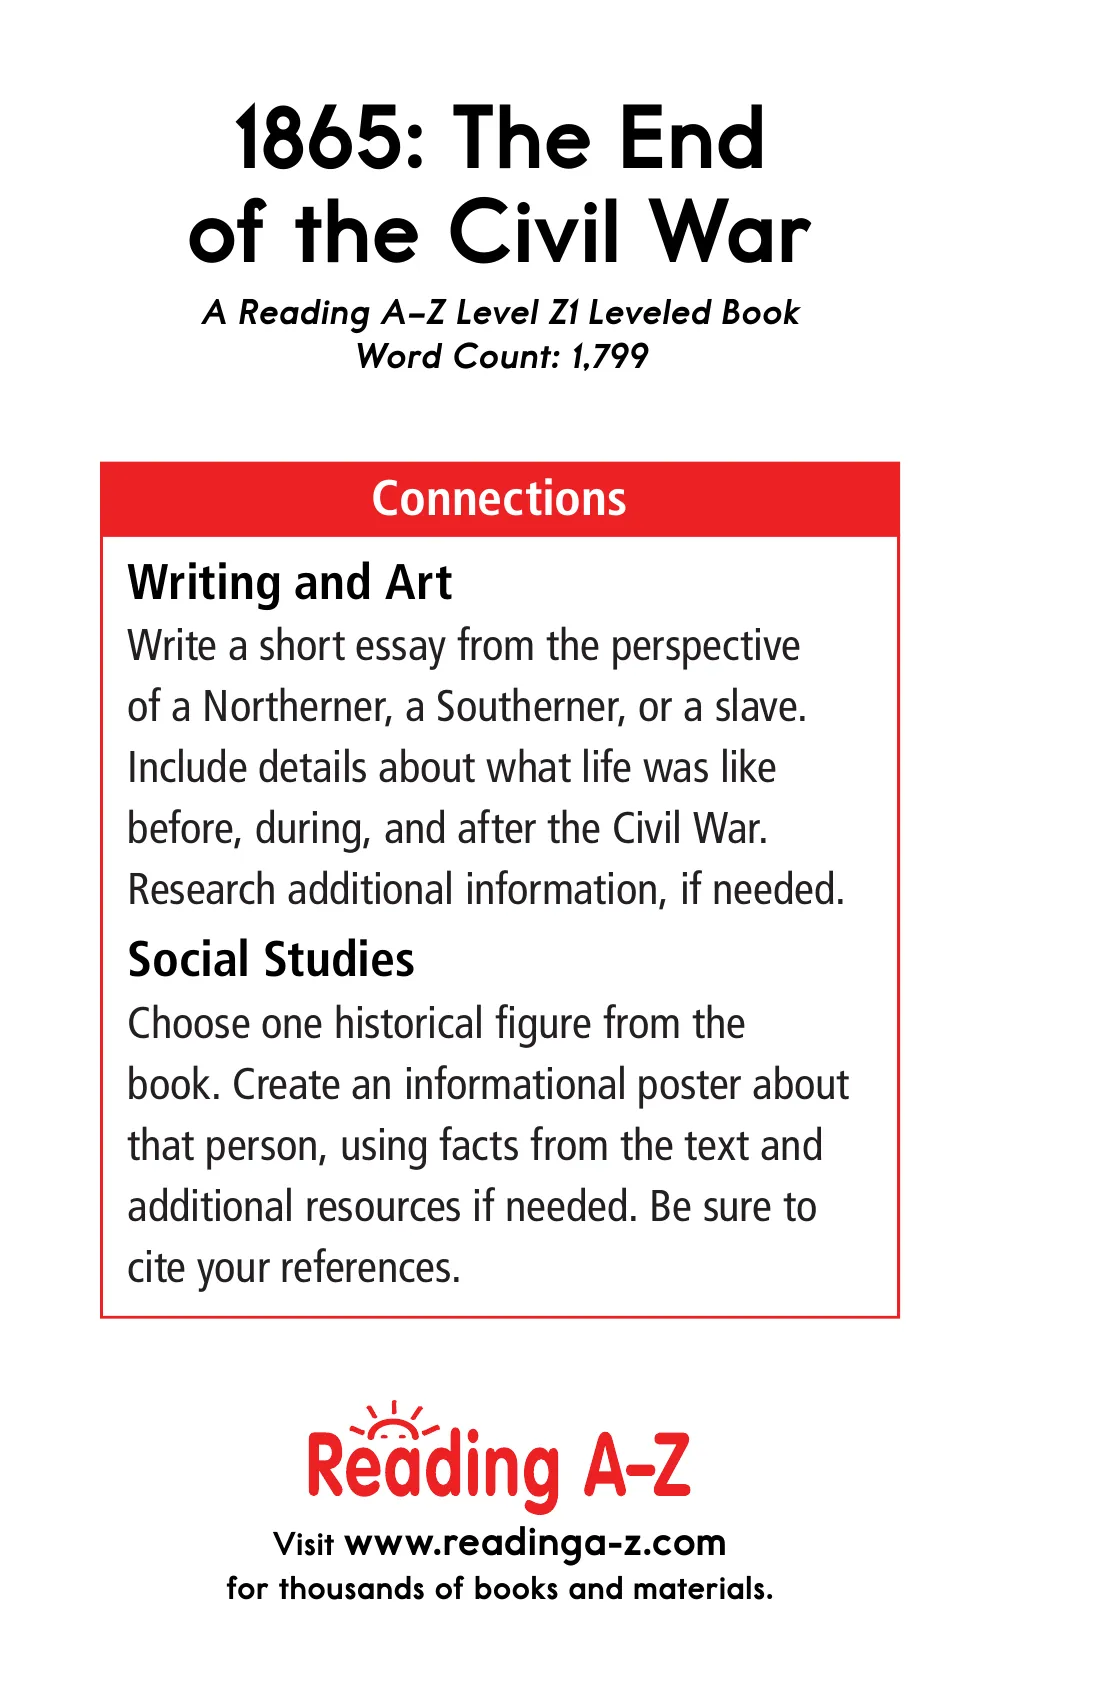 1865: The End
of the Civil War
A Reading A–Z Level Z1 Leveled Book
Word Count: 1,799
Connections
Writing and Art
Write a short essay from the perspective
of a Northerner, a Southerner, or a slave.
Include details about what life was like
before, during, and after the Civil War.
Research additional information, if needed.
Social Studies
Choose one historical figure from the
book. Create an informational poster about
that person, using facts from the text and
additional resources if needed. Be sure to
cite your references.
Reading A–Z
Visit www.readinga-z.com
for thousands of books and materials.